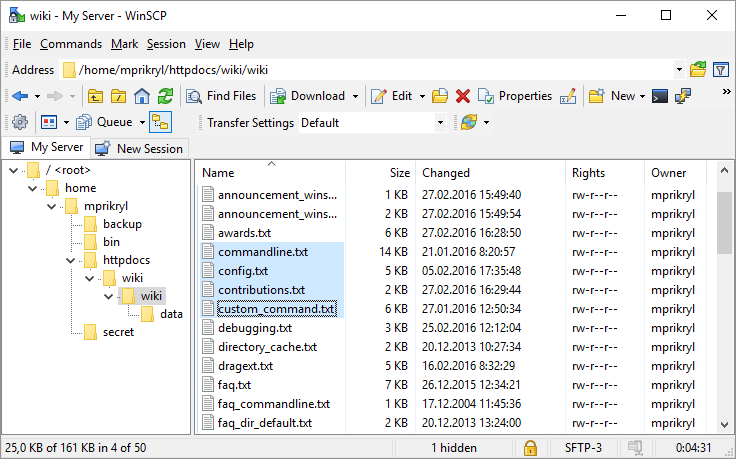 wiki - My Server - WinSCP
File Commands Mark Session View Help
Address /home/mprikryl/httpdocs/wiki/wiki
Find Files Download Edit Properties New
Queue Transfer Settings Default
My Server New Session
/ <root>
home
mprikryl
backup
bin
httpdocs
wiki
wiki
data
secret
Name Size Changed Rights Owner
announcement_wins... 1 KB 27.02.2016 15:49:40 rw-r--r-- mprikryl
announcement_wins... 2 KB 27.02.2016 15:49:54 rw-r--r-- mprikryl
awards.txt 6 KB 27.02.2016 16:28:50 rw-r--r-- mprikryl
commandline.txt 14 KB 21.01.2016 8:20:57 rw-r--r-- mprikryl
config.txt 5 KB 05.02.2016 17:35:48 rw-r--r-- mprikryl
contributions.txt 2 KB 27.02.2016 16:29:44 rw-r--r-- mprikryl
custom_command.txt 6 KB 27.01.2016 12:50:34 rw-r--r-- mprikryl
debugging.txt 3 KB 25.02.2016 12:12:04 rw-r--r-- mprikryl
directory_cache.txt 2 KB 20.12.2013 10:27:34 rw-r--r-- mprikryl
dragext.txt 5 KB 16.02.2016 8:32:29 rw-r--r-- mprikryl
faq.txt 7 KB 26.12.2015 12:34:21 rw-r--r-- mprikryl
faq_commandline.txt 1 KB 17.12.2004 11:45:36 rw-r--r-- mprikryl
faq_dir_default.txt 2 KB 20.12.2013 13:24:00 rw-r--r-- mprikryl
25,0 KB of 161 KB in 4 of 50 1 hidden SFTP-3 0:04:31